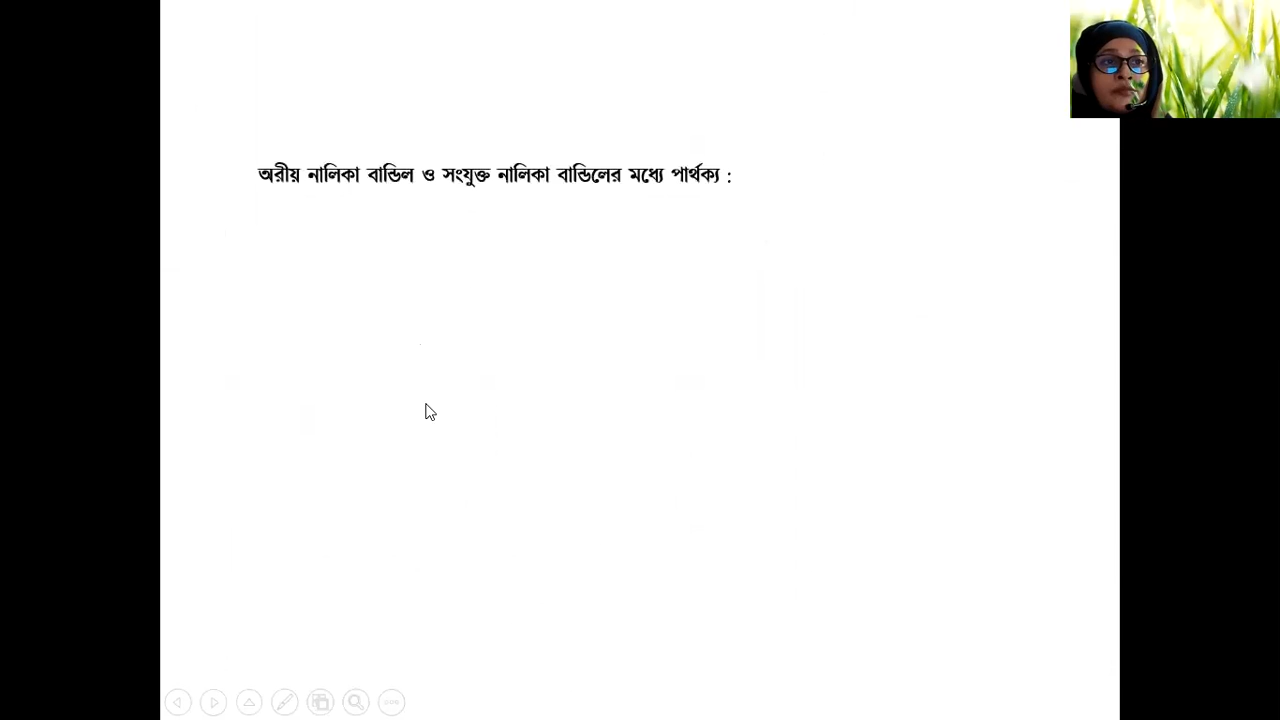 অরীয় নালিকা বান্ডিল ও সংযুক্ত নালিকা বান্ডিলের মধ্যে পার্থক্য :